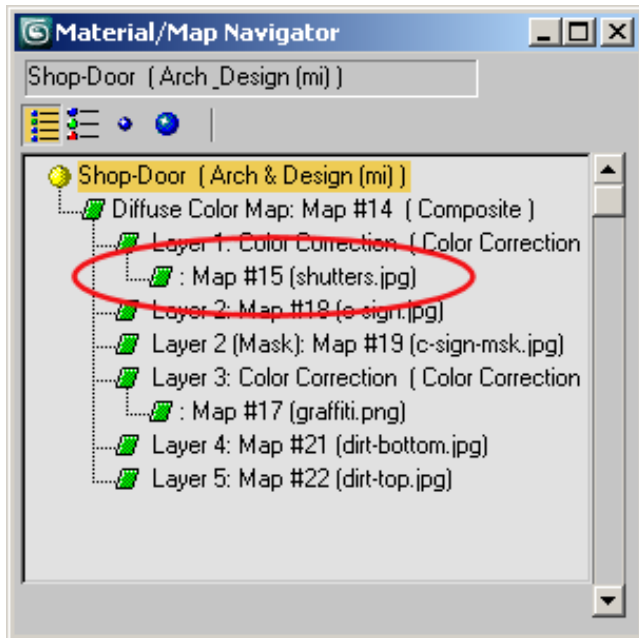 Material/Map Navigator
Shop-Door ( Arch_Design (mi) )
Shop-Door ( Arch & Design (mi) )
Diffuse Color Map: Map #14 ( Composite )
Layer 1: Color Correction ( Color Correction
: Map #15 (shutters.jpg)
Layer 2: Map #18 (c-sign.jpg)
Layer 2 (Mask): Map #19 (c-sign-msk.jpg)
Layer 3: Color Correction ( Color Correction
: Map #17 (graffiti.png)
Layer 4: Map #21 (dirt-bottom.jpg)
Layer 5: Map #22 (dirt-top.jpg)